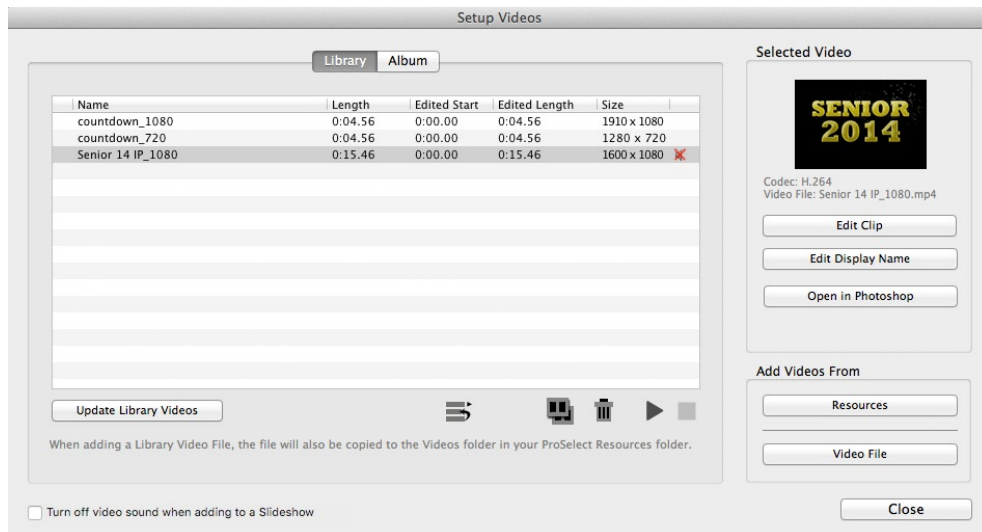 Setup Videos
Library Album
Name Length Edited Start Edited Length Size
countdown_1080 0:04.56 0:00.00 0:04.56 1910 x 1080
countdown_720 0:04.56 0:00.00 0:04.56 1280 x 720
Senior 14 IP_1080 0:15.46 0:00.00 0:15.46 1600 x 1080
Update Library Videos
When adding a Library Video File, the file will also be copied to the Videos folder in your ProSelect Resources folder.
Turn off video sound when adding to a Slideshow
Selected Video
SENIOR
2014
Codec: H.264
Video File: Senior 14 IP_1080.mp4
Edit Clip
Edit Display Name
Open in Photoshop
Add Videos From
Resources
Video File
Close